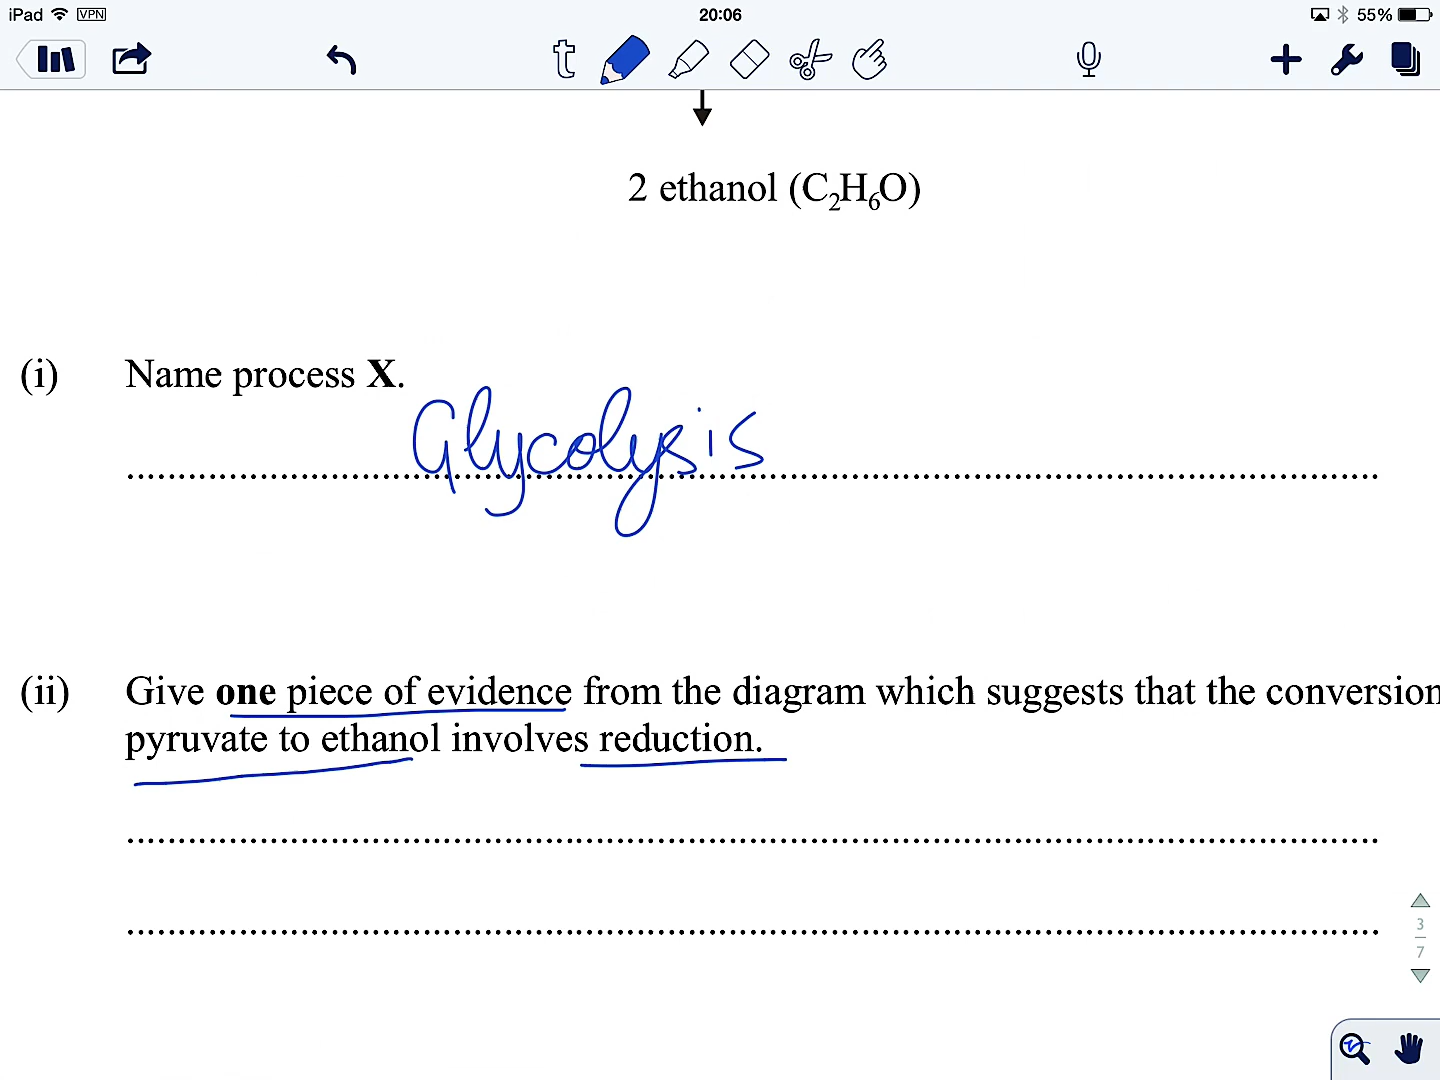 iPad VPN 20:06 55%
t
2 ethanol (C₂H₆O)
(i) Name process X.
Glycolysis
(ii) Give one piece of evidence from the diagram which suggests that the conversion
pyruvate to ethanol involves reduction.
3
7